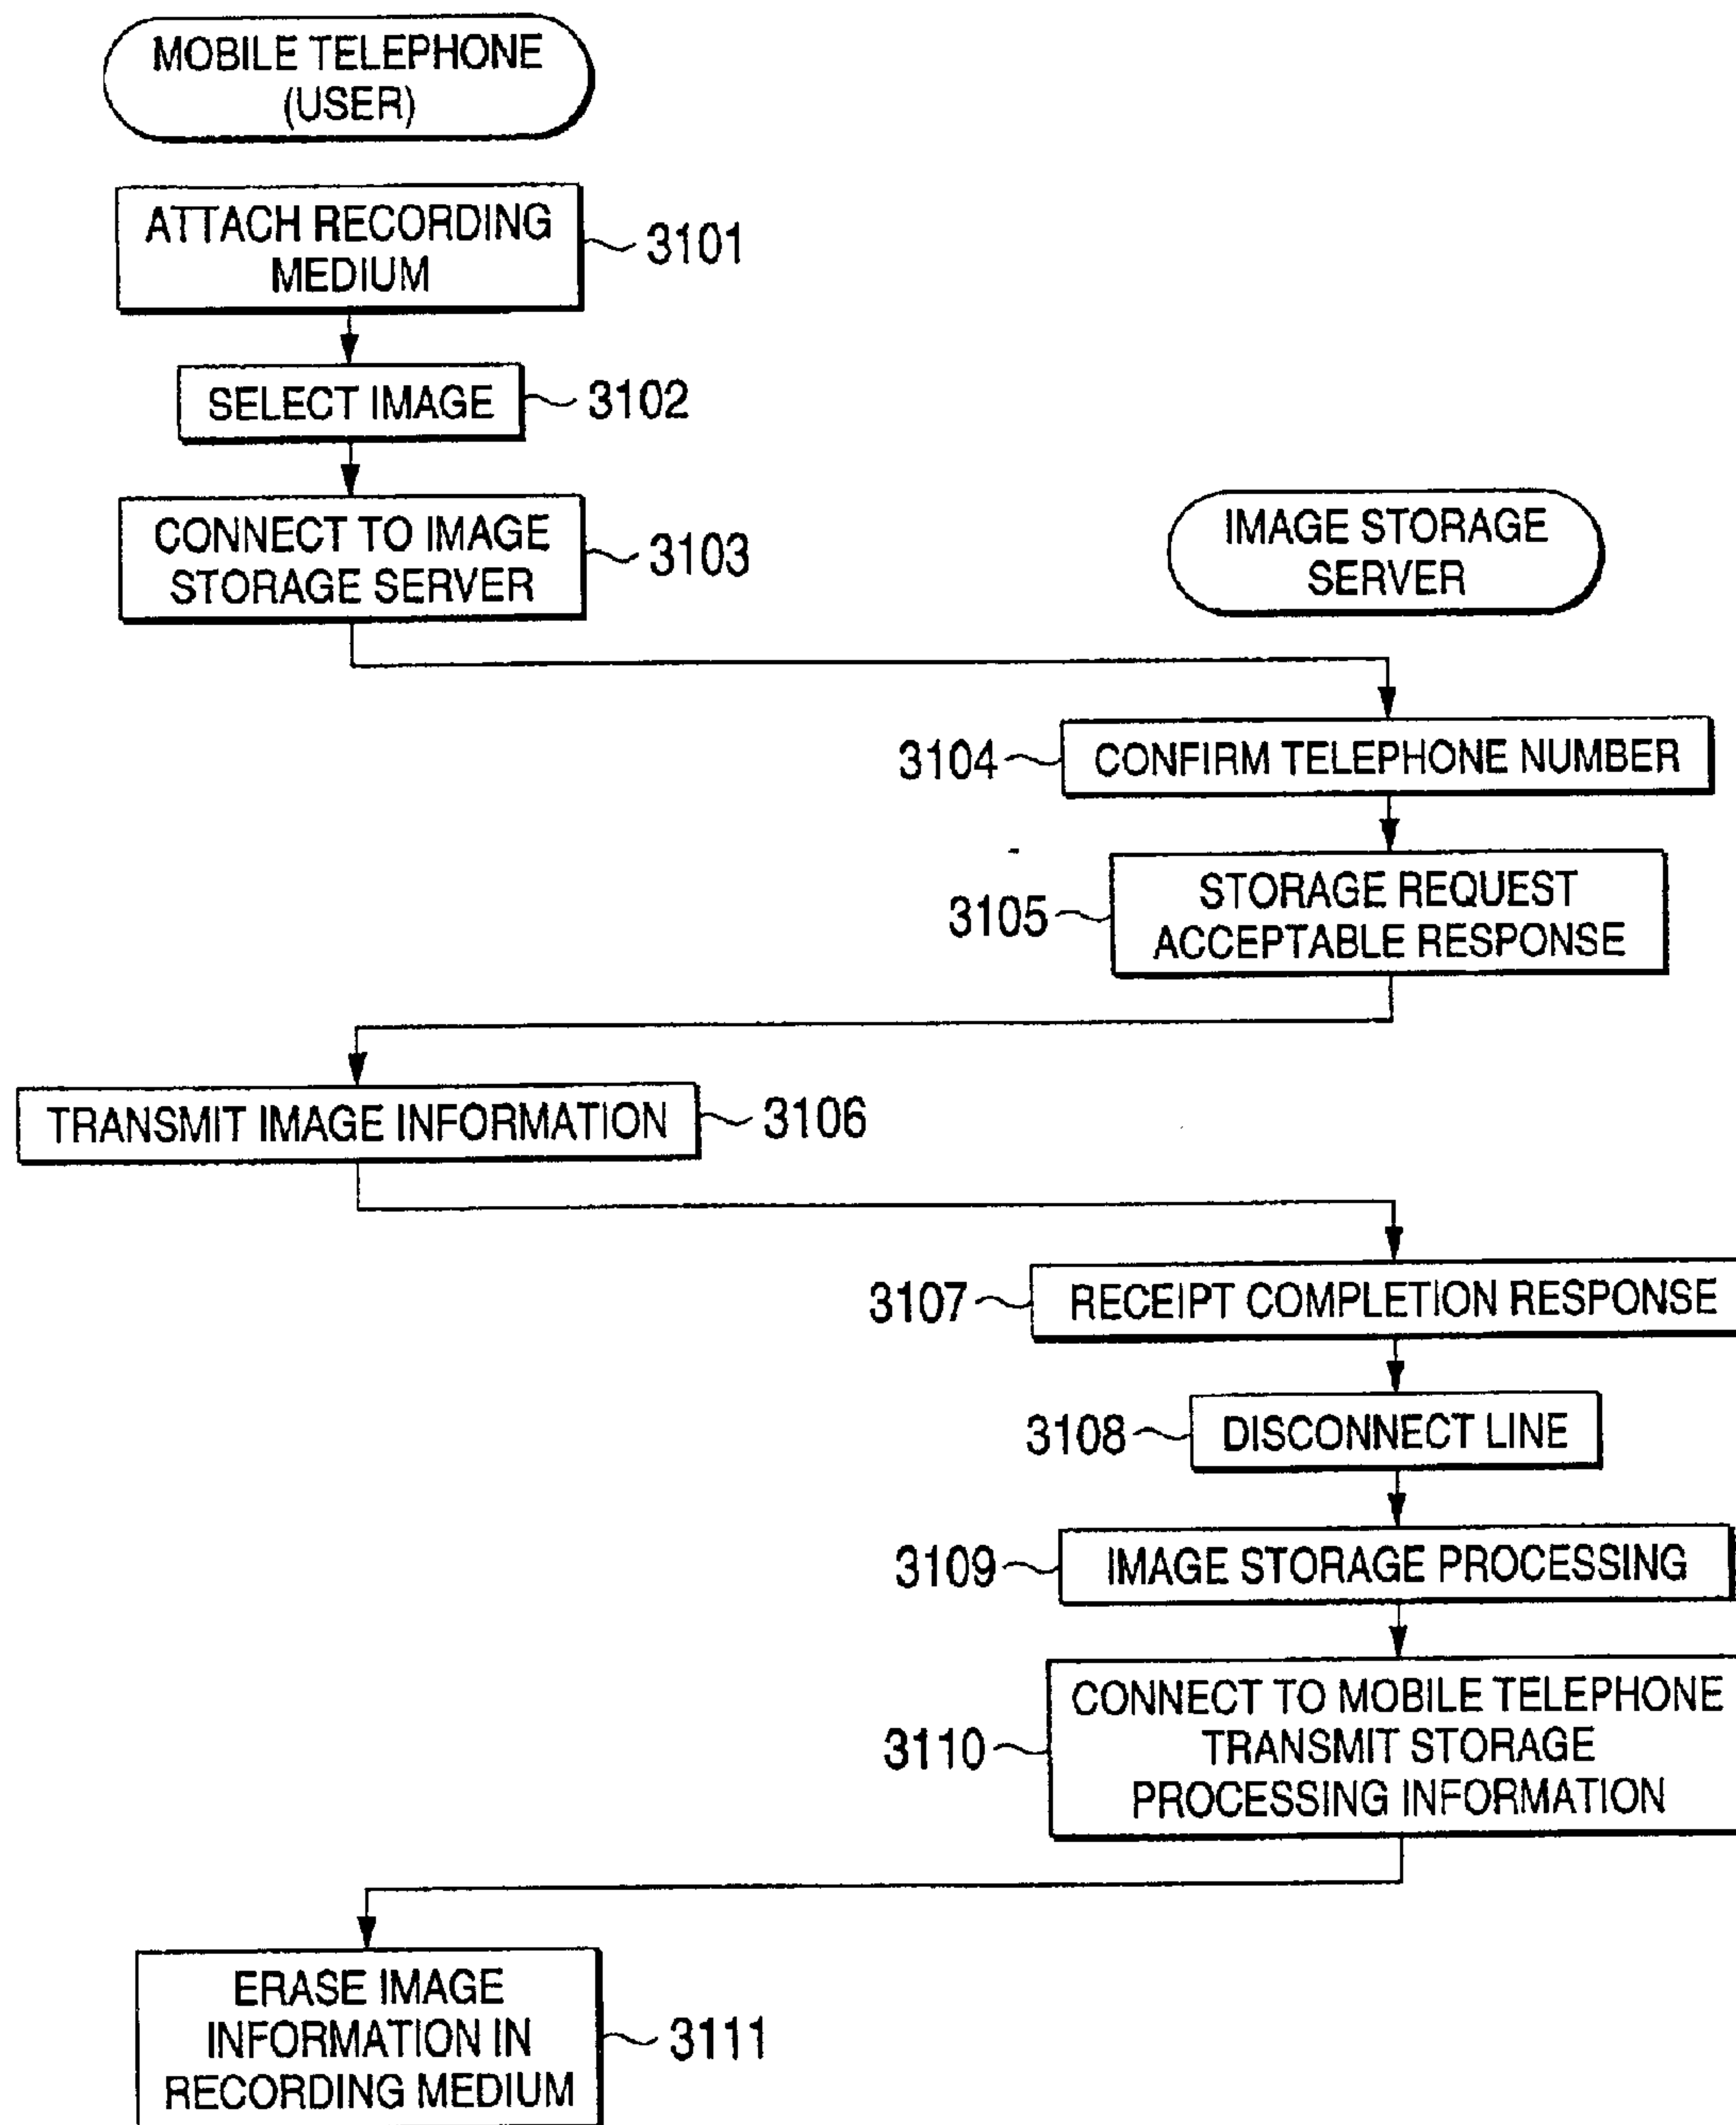 MOBILE TELEPHONE
(USER)
ATTACH RECORDING
MEDIUM
3101
SELECT IMAGE
3102
CONNECT TO IMAGE
STORAGE SERVER
3103
IMAGE STORAGE
SERVER
3104
CONFIRM TELEPHONE NUMBER
3105
STORAGE REQUEST
ACCEPTABLE RESPONSE
TRANSMIT IMAGE INFORMATION
3106
3107
RECEIPT COMPLETION RESPONSE
3108
DISCONNECT LINE
3109
IMAGE STORAGE PROCESSING
3110
CONNECT TO MOBILE TELEPHONE
TRANSMIT STORAGE
PROCESSING INFORMATION
ERASE IMAGE
INFORMATION IN
RECORDING MEDIUM
3111